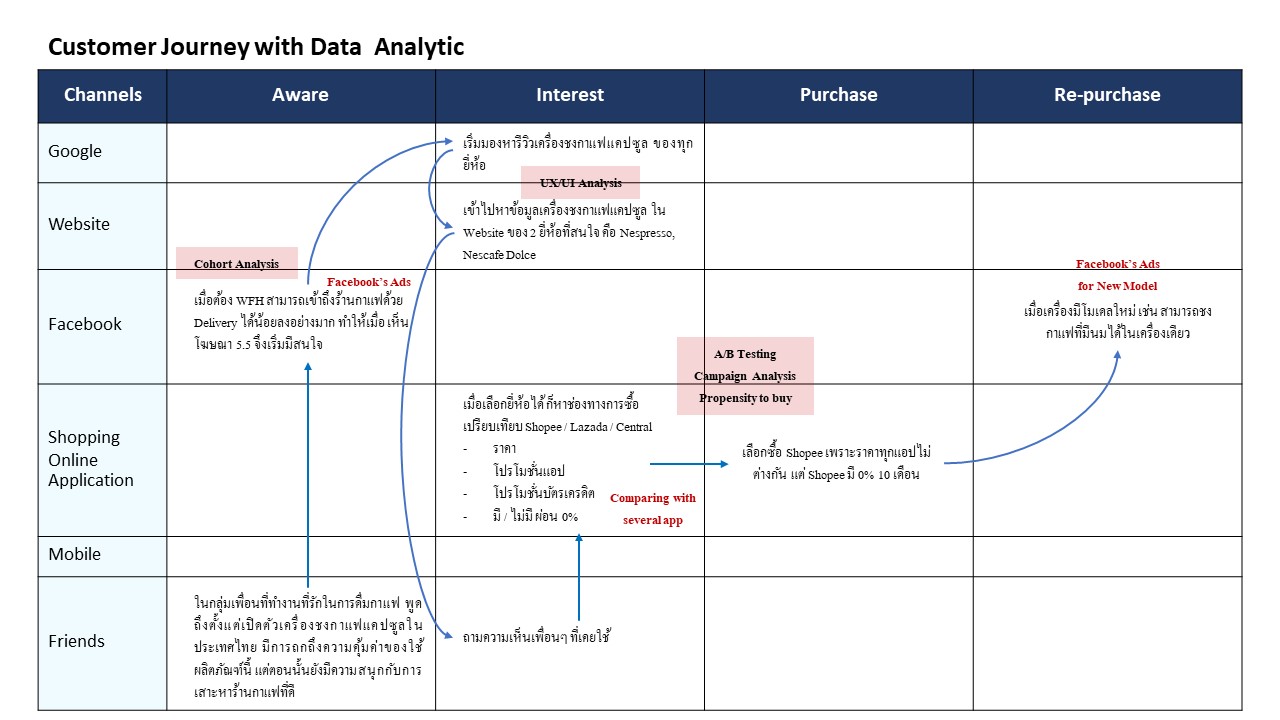 Customer Journey with Data Analytic
Channels
Aware
Interest
Purchase
Re-purchase
Google
เริ่มมองหารีวิวเครื่องชงกาแฟแคปซูล ของทุก
ยี่ห้อ
UX/UI Analysis
Website
เข้าไปหาข้อมูลเครื่องชงกาแฟแคปซูล ใน
Website ของ 2 ยี่ห้อที่สนใจ คือ Nespresso,
Nescafe Dolce
Cohort Analysis
Facebook's Ads
Facebook
เมื่อต้อง WFH สามารถเข้าถึงร้านกาแฟด้วย
Delivery ได้น้อยลงอย่างมาก ทำให้เมื่อ เห็น
โฆษณา 5.5 จึงเริ่มมีสนใจ
Facebook's Ads
for New Model
เมื่อเครื่องมีโมเดลใหม่ เช่น สามารถชง
กาแฟที่มีนมได้ในเครื่องเดียว
A/B Testing
Campaign Analysis
Propensity to buy
Shopping
Online
Application
เมื่อเลือกยี่ห้อได้ ก็หาช่องทางการซื้อ
เปรียบเทียบ Shopee / Lazada / Central
- ราคา
- โปรโมชั่นแอป
- โปรโมชั่นบัตรเครดิต
- มี / ไม่มี ผ่อน 0%
Comparing with
several app
เลือกซื้อ Shopee เพราะราคาทุกแอปไม่
ต่างกัน แต่ Shopee มี 0% 10 เดือน
Mobile
Friends
ในกลุ่มเพื่อนที่ทำงานที่รักในการดื่มกาแฟ พูด
ถึงตั้งแต่เปิดตัวเครื่องชงกาแฟแคปซูลใน
ประเทศไทย มีการถกถึงความคุ้มค่าของใช้
ผลิตภัณฑ์นี้ แต่ตอนนั้นยังมีความสนุกกับการ
เสาะหาร้านกาแฟที่ดี
ถามความเห็นเพื่อนๆ ที่เคยใช้